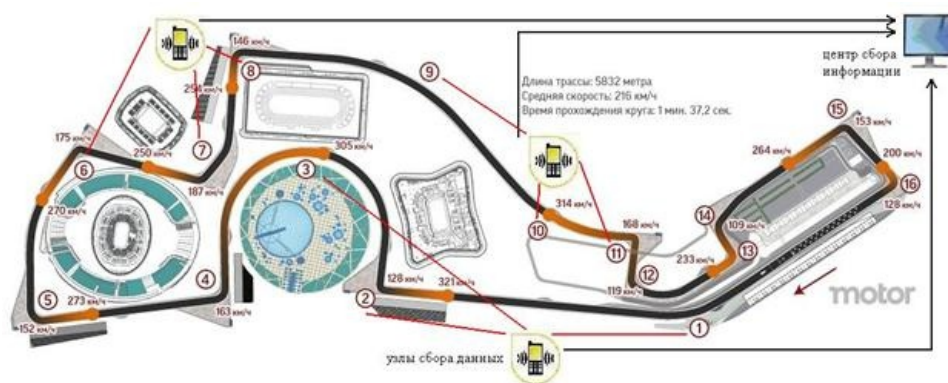 146 км/ч
8
9
центр сбора
информации
Длина трассы: 5832 метра
Средняя скорость: 216 км/ч
Время прохождения круга: 1 мин. 37,2 сек.
294 км/ч
15
153 км/ч
175 км/ч
7
250 км/ч
305 км/ч
264 км/ч
200 км/ч
6
3
16
187 км/ч
128 км/ч
270 км/ч
314 км/ч
10
168 км/ч
14
109 км/ч
11
13
12
233 км/ч
4
128 км/ч
321 км/ч
119 км/ч
motor
5
273 км/ч
2
152 км/ч
163 км/ч
1
узлы сбора данных